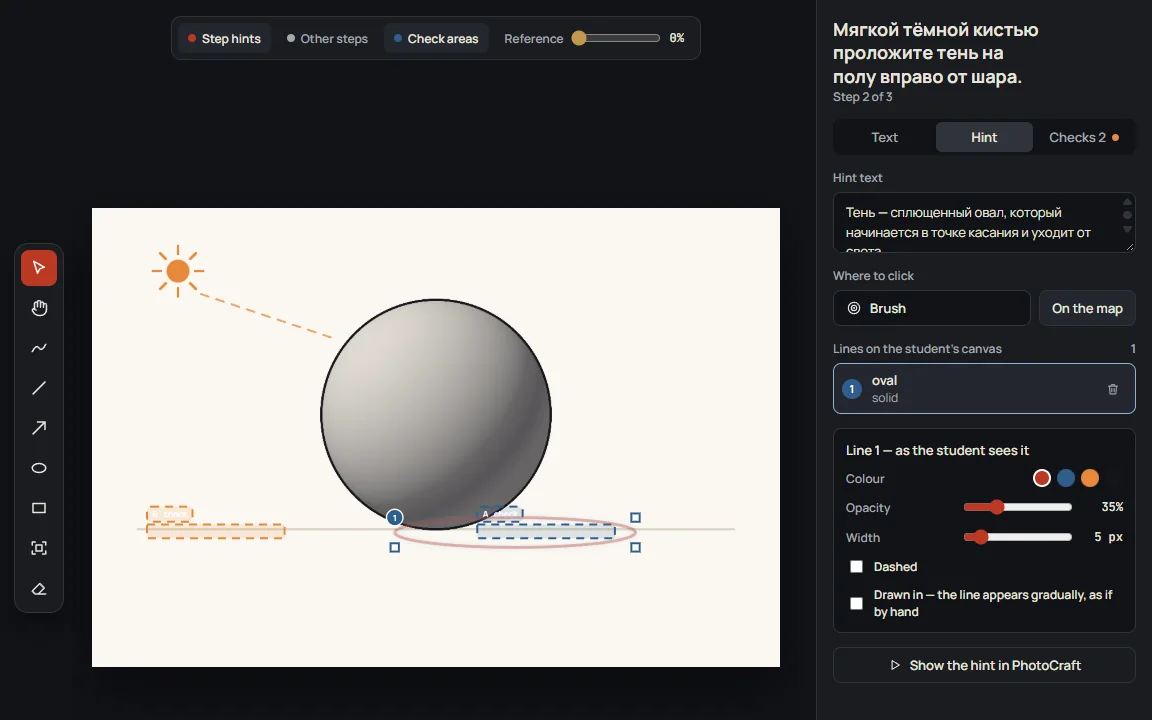 Step hints
Other steps
Check areas
Reference
0%
Мягкой тёмной кистью
проложите тень на
полу вправо от шара.
Step 2 of 3
Text
Hint
Checks 2
Hint text
Тень — сплющенный овал, который
начинается в точке касания и уходит от
света
Where to click
Brush
On the map
Lines on the student's canvas
1
1
oval
solid
Line 1 — as the student sees it
Colour
Opacity
35%
Width
5 px
Dashed
Drawn in — the line appears gradually, as if
by hand
Show the hint in PhotoCraft
1
A